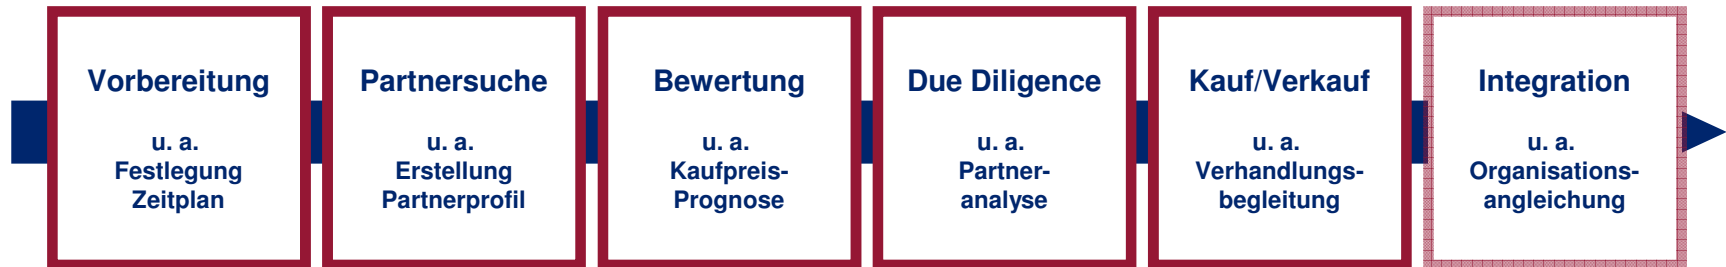 Vorbereitung
u. a.
Festlegung
Zeitplan
Partnersuche
u. a.
Erstellung
Partnerprofil
Bewertung
u. a.
Kaufpreis-
Prognose
Due Diligence
u. a.
Partner-
analyse
Kauf/Verkauf
u. a.
Verhandlungs-
begleitung
Integration
u. a.
Organisations-
angleichung